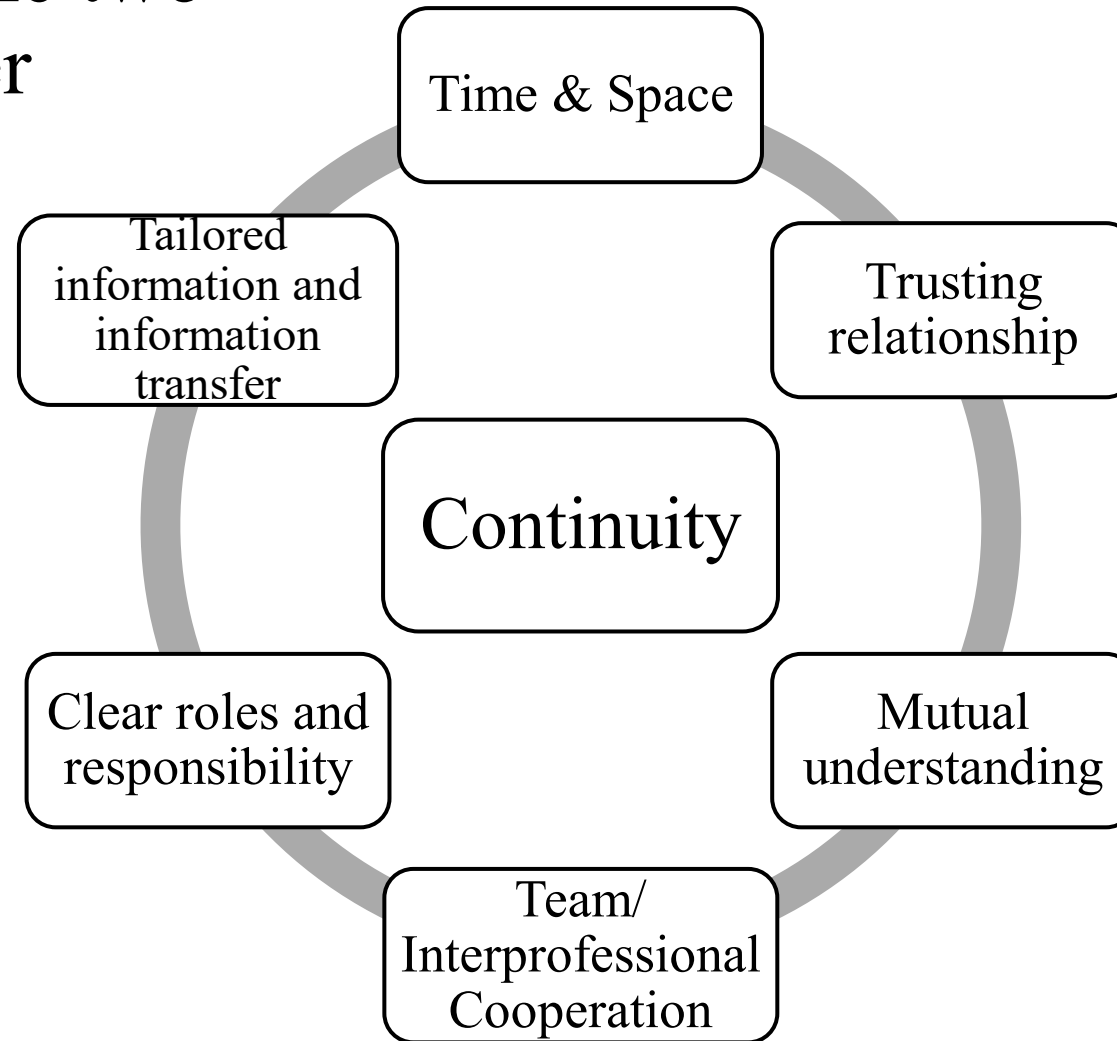 Time & Space
Tailored
information and
information
transfer
Trusting
relationship
Continuity
Clear roles and
responsibility
Mutual
understanding
Team/
Interprofessional
Cooperation